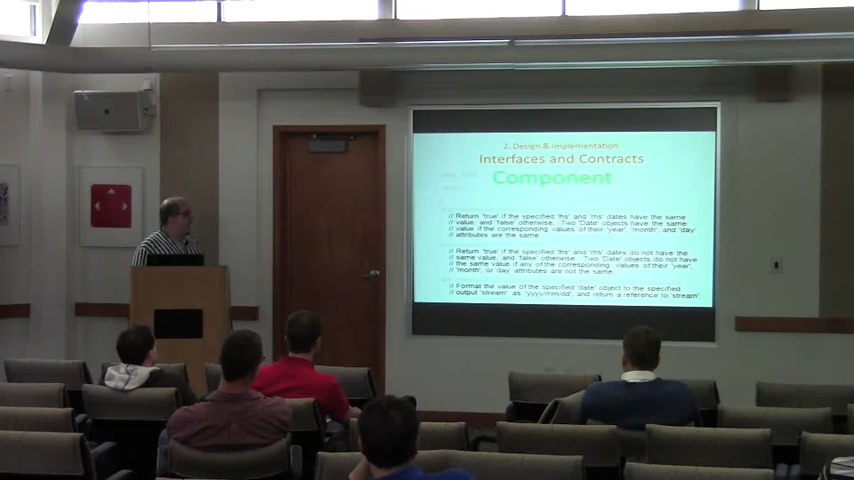 2. Design & Implementation
Interfaces and Contracts
Component
// Return 'true' if the specified 'lhs' and 'rhs' dates have the same
// value, and 'false' otherwise. Two 'Date' objects have the same
// value if the corresponding values of their 'year', 'month', and 'day'
// attributes are the same.
// Return 'true' if the specified 'lhs' and 'rhs' dates do not have the
// same value, and 'false' otherwise. Two 'Date' objects do not have
// the same value if any of the corresponding values of their 'year',
// 'month', or 'day' attributes are not the same.
// Format the value of the specified 'date' object to the specified
// output 'stream' as 'yyyy/mm/dd', and return a reference to 'stream'.